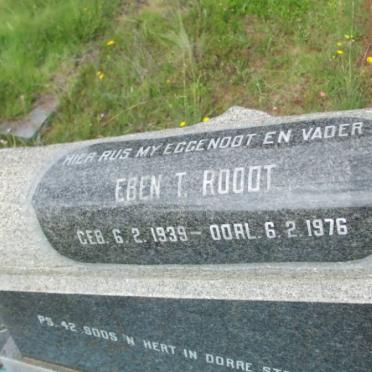 HIER RUS MY EGGENOOT EN VADER
EBEN T. ROODT
GEB. 6. 2. 1939 - OORL. 6. 2. 1976
PS. 42 SOOS 'N HERT IN DORRE